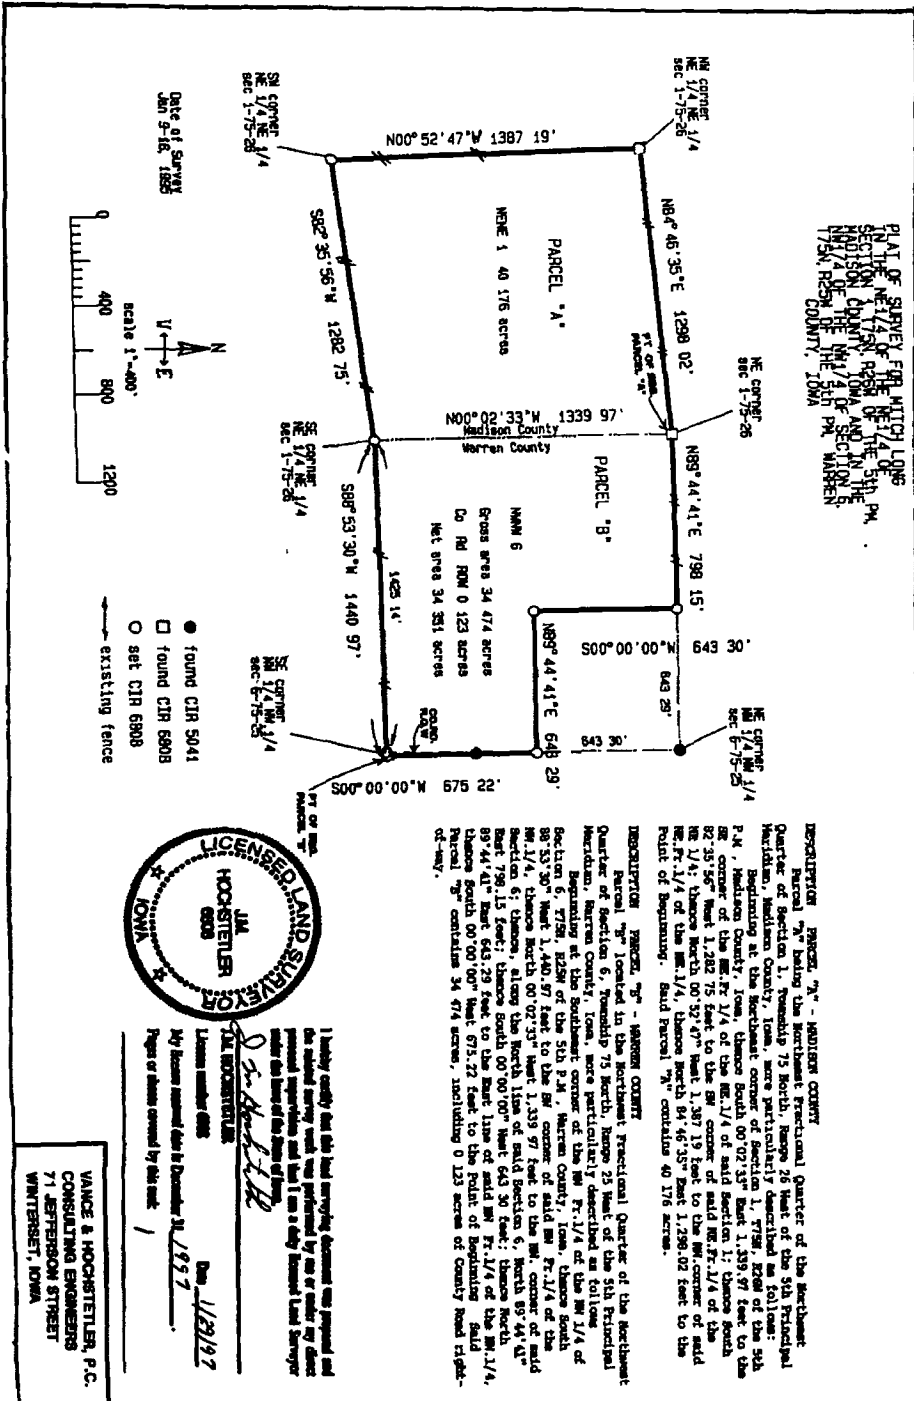 PLAT OF SURVEY FOR MITCH LONG
IN THE NE1/4 OF THE NE1/4 OF
SECTION 1, T75N, R26W OF THE 5th PM,
MADISON COUNTY, IOWA AND IN THE
NW1/4 OF THE NW1/4 OF SECTION 6,
T75N, R25W OF THE 5th PM, WARREN
COUNTY, IOWA
NW corner
NE 1/4 NE 1/4
sec 1-75-26
N84°46'35"E 1298 02'
NE corner
sec 1-75-26
N89°44'41"E 798 15'
NE corner
NW 1/4 NW 1/4
sec 6-75-25
643 29'
643 30'
S00°00'00"W 643 30'
N89°44'41"E 643 29'
PT OF BEG.
PARCEL "A"
N00°52'47"W 1387 19'
PARCEL "A"
NENE 1 40 176 acres
N00°02'33"W 1339 97'
Madison County
Warren County
PARCEL "B"
NWNW 6
Gross area 34 474 acres
Co Rd ROW 0 123 acres
Net area 34 351 acres
CO. RD.
R.O.W
S00°00'00"W 675 22'
SW corner
NE 1/4 NE 1/4
sec 1-75-26
S82°35'56"W 1282 75'
SE corner
NE 1/4 NE 1/4
sec 1-75-26
1425 14'
S88°53'30"W 1440 97'
SE corner
NW 1/4 NW 1/4
sec 6-75-25
PT OF BEG.
PARCEL "B"
Date of Survey
N
W E
scale 1"=400'
0 400 800 1200
found CIR 5041
found CIR 6808
set CIR 6808
existing fence
DESCRIPTION PARCEL "A" - MADISON COUNTY
Parcel "A" being the Northeast Fractional Quarter of the Northeast
Quarter of Section 1, Township 75 North, Range 26 West of the 5th Principal
Meridian, Madison County, Iowa, more particularly described as follows:
Beginning at the Northeast corner of Section 1, T75N, R26W of the 5th
P.M., Madison County, Iowa, thence South 00°02'33" East 1,339.97 feet to the
SE corner of the NE.Fr 1/4 of the NE.1/4 of said Section 1; thence South
82°35'56" West 1,282 75 feet to the SW corner of said NE.Fr.1/4 of the
NE 1/4; thence North 00°52'47" West 1,387 19 feet to the NW.corner of said
NE.Fr.1/4 of the NE.1/4, thence North 84°46'35" East 1,298.02 feet to the
Point of Beginning. Said Parcel "A" contains 40 176 acres.
DESCRIPTION PARCEL "B" - WARREN COUNTY
Parcel "B" located in the Northwest Fractional Quarter of the Northwest
Quarter of Section 6, Township 75 North, Range 25 West of the 5th Principal
Meridian, Warren County, Iowa, more particularly described as follows
Beginning at the Southeast corner of the NW Fr.1/4 of the NW 1/4 of
Section 6, T75N, R25W of the 5th P.M. Warren County, Iowa, thence South
88°53'30" West 1,440.97 feet to the SW corner of said NW Fr.1/4 of the
NW.1/4, thence North 00°02'33" West 1,339 97 feet to the NW. corner of said
Section 6; thence, along the North line of said Section 6, North 89°44'41"
East 798.15 feet; thence South 00°00'00" West 643 30 feet; thence North
89°44'41" East 643.29 feet to the East line of said NW Fr.1/4 of the NW.1/4,
thence South 00°00'00" West 675.22 feet to the Point of Beginning Said
Parcel "B" contains 34 474 acres, including 0 123 acres of County Road right-
of-way.
LICENSED LAND SURVEYOR
J.M.
HOCHSTETLER
6808
IOWA
I hereby certify that this land surveying document was prepared and
the related survey work was performed by me or under my direct
personal supervision and that I am a duly licensed Land Surveyor
under the laws of the State of Iowa.
J.M. HOCHSTETLER
Date 1/29/97
License number 6808
My license renewal date is December 31, 1997.
Pages or sheets covered by this seal: 1
VANCE & HOCHSTETLER, P.C.
CONSULTING ENGINEERS
71 JEFFERSON STREET
WINTERSET, IOWA